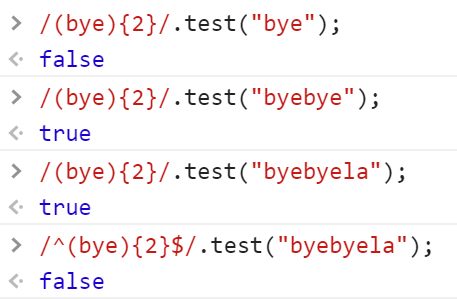 > /(bye){2}/.test("bye");
<· false
> /(bye){2}/.test("byebye");
<· true
> /(bye){2}/.test("byebyela");
<· true
> /^(bye){2}$/.test("byebyela");
<· false